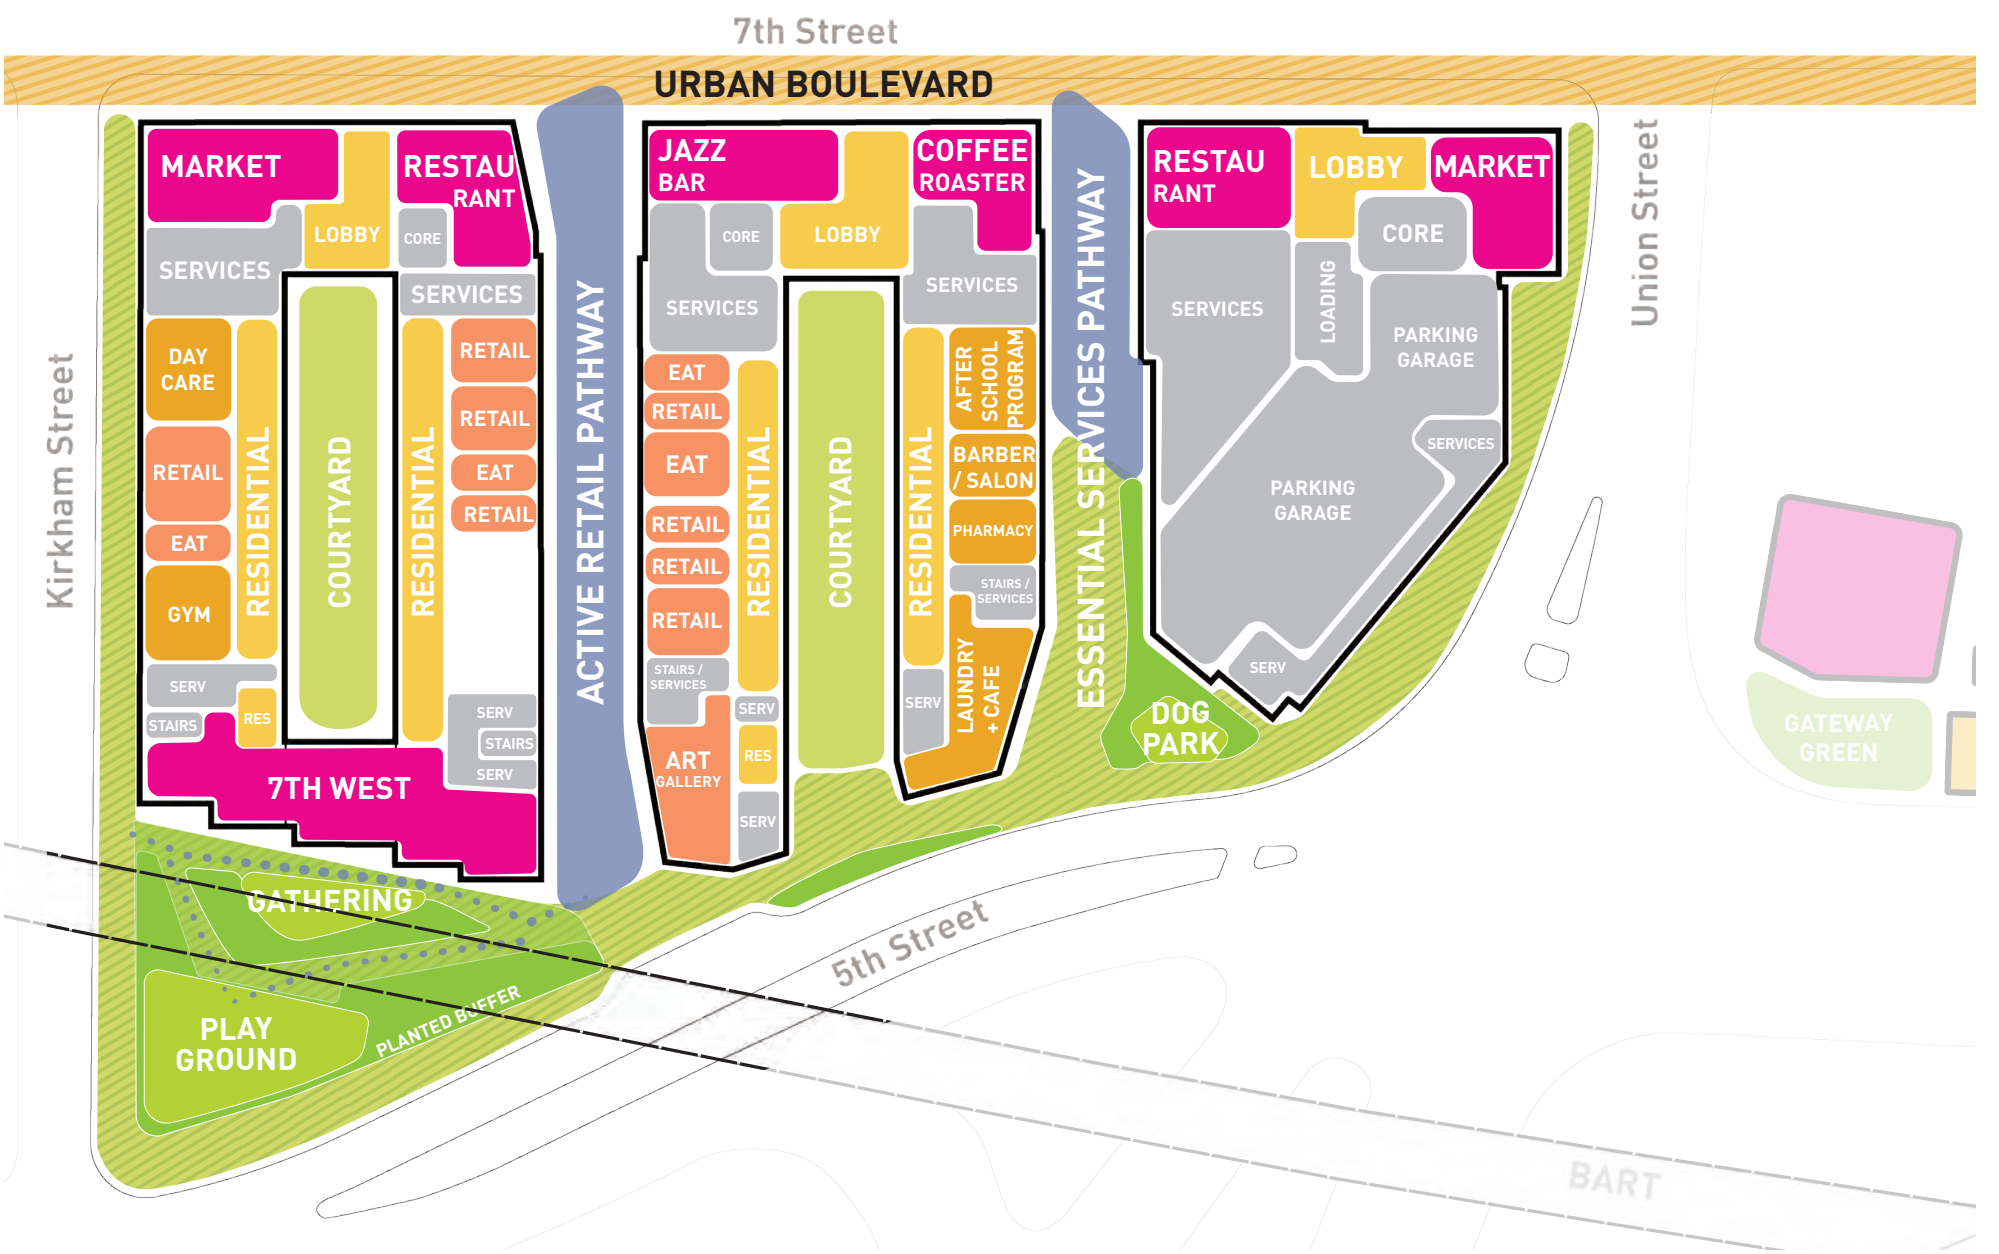 7th Street
URBAN BOULEVARD
Kirkham Street
MARKET
LOBBY
RESTAU
RANT
CORE
SERVICES
SERVICES
DAY
CARE
RETAIL
EAT
GYM
RESIDENTIAL
COURTYARD
RESIDENTIAL
RETAIL
RETAIL
EAT
RETAIL
SERV
STAIRS
RES
SERV
STAIRS
SERV
7TH WEST
ACTIVE RETAIL PATHWAY
JAZZ
BAR
CORE
LOBBY
COFFEE
ROASTER
SERVICES
SERVICES
EAT
RETAIL
EAT
RETAIL
RETAIL
RETAIL
STAIRS /
SERVICES
ART
GALLERY
RESIDENTIAL
SERV
RES
SERV
COURTYARD
RESIDENTIAL
SERV
AFTER
SCHOOL
PROGRAM
BARBER
/ SALON
PHARMACY
STAIRS /
SERVICES
LAUNDRY
+ CAFE
ESSENTIAL SERVICES PATHWAY
RESTAU
RANT
LOBBY
MARKET
CORE
SERVICES
LOADING
PARKING
GARAGE
SERVICES
PARKING
GARAGE
SERV
DOG
PARK
Union Street
GATEWAY
GREEN
GATHERING
PLAY
GROUND
PLANTED BUFFER
5th Street
BART